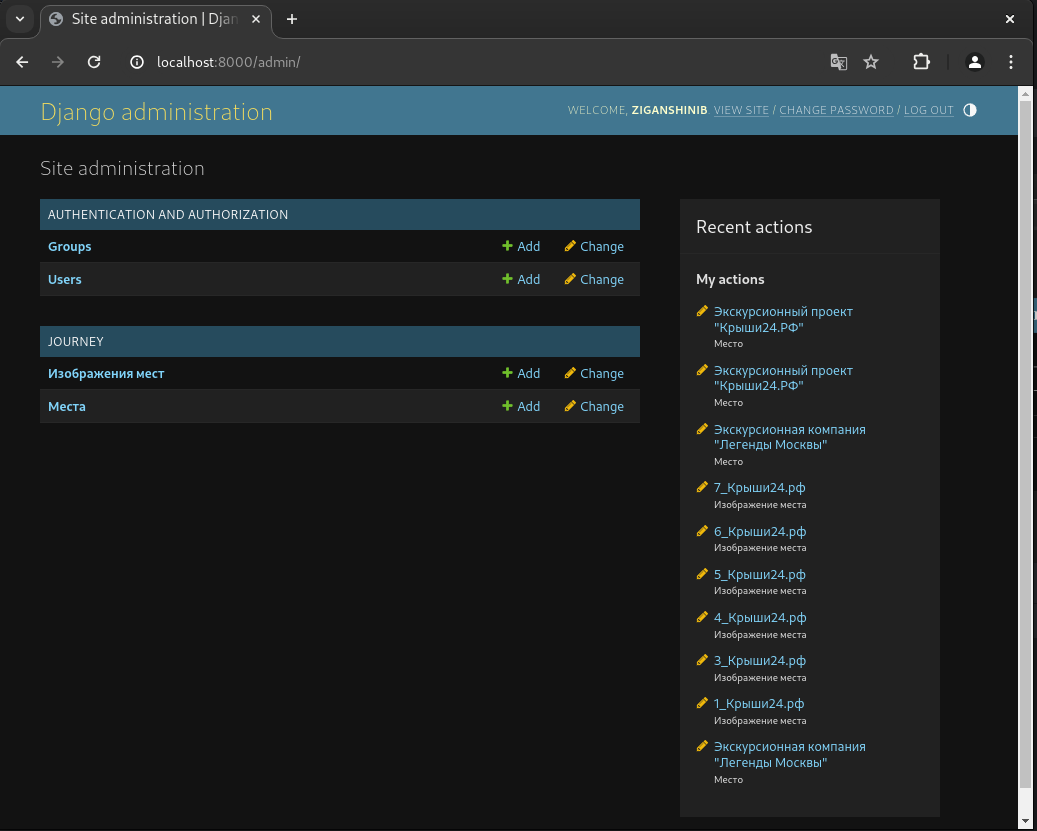 Site administration | Djan
localhost:8000/admin/
Django administration
WELCOME, ZIGANSHINIB. VIEW SITE / CHANGE PASSWORD / LOG OUT
Site administration
AUTHENTICATION AND AUTHORIZATION
Groups Add Change
Users Add Change
JOURNEY
Изображения мест Add Change
Места Add Change
Recent actions
My actions
Экскурсионный проект
"Крыши24.РФ"
Место
Экскурсионный проект
"Крыши24.РФ"
Место
Экскурсионная компания
"Легенды Москвы"
Место
7_Крыши24.рф
Изображение места
6_Крыши24.рф
Изображение места
5_Крыши24.рф
Изображение места
4_Крыши24.рф
Изображение места
3_Крыши24.рф
Изображение места
1_Крыши24.рф
Изображение места
Экскурсионная компания
"Легенды Москвы"
Место